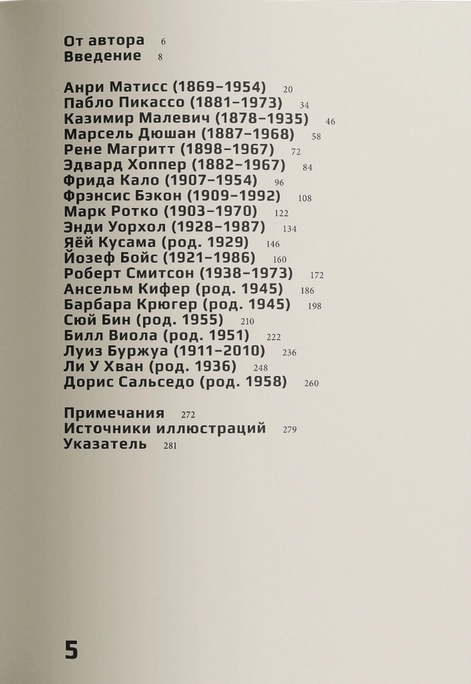 От автора 6
Введение 8
Анри Матисс (1869–1954) 20
Пабло Пикассо (1881–1973) 34
Казимир Малевич (1878–1935) 46
Марсель Дюшан (1887–1968) 58
Рене Магритт (1898–1967) 72
Эдвард Хоппер (1882–1967) 84
Фрида Кало (1907–1954) 96
Фрэнсис Бэкон (1909–1992) 108
Марк Ротко (1903–1970) 122
Энди Уорхол (1928–1987) 134
Яёй Кусама (род. 1929) 146
Йозеф Бойс (1921–1986) 160
Роберт Смитсон (1938–1973) 172
Ансельм Кифер (род. 1945) 186
Барбара Крюгер (род. 1945) 198
Сюй Бин (род. 1955) 210
Билл Виола (род. 1951) 222
Луиз Буржуа (1911–2010) 236
Ли У Хван (род. 1936) 248
Дорис Сальседо (род. 1958) 260
Примечания 272
Источники иллюстраций 279
Указатель 281
5